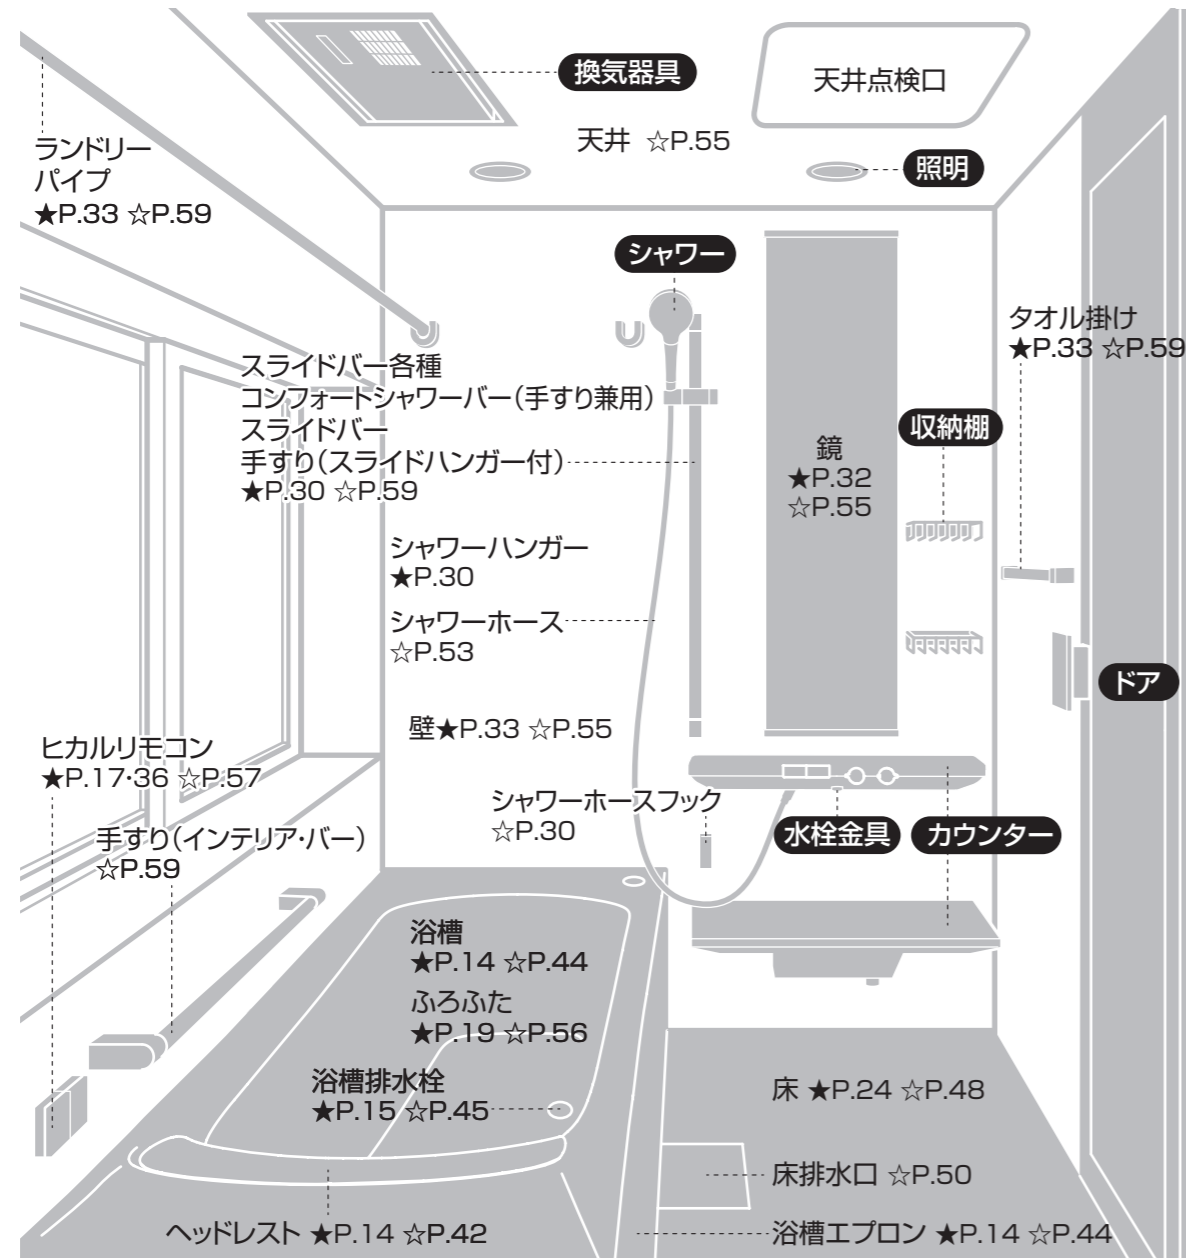 換気器具
天井点検口
天井 ☆P.55
照明
ランドリー
パイプ
★P.33 ☆P.59
シャワー
タオル掛け
★P.33 ☆P.59
スライドバー各種
コンフォートシャワーバー(手すり兼用)
スライドバー
手すり(スライドハンガー付)
★P.30 ☆P.59
鏡
★P.32
☆P.55
収納棚
シャワーハンガー
★P.30
シャワーホース
☆P.53
ドア
壁★P.33 ☆P.55
ヒカルリモコン
★P.17・36 ☆P.57
シャワーホースフック
☆P.30
水栓金具
カウンター
手すり(インテリア・バー)
☆P.59
浴槽
★P.14 ☆P.44
ふろふた
★P.19 ☆P.56
浴槽排水栓
★P.15 ☆P.45
床 ★P.24 ☆P.48
床排水口 ☆P.50
ヘッドレスト ★P.14 ☆P.42
浴槽エプロン ★P.14 ☆P.44